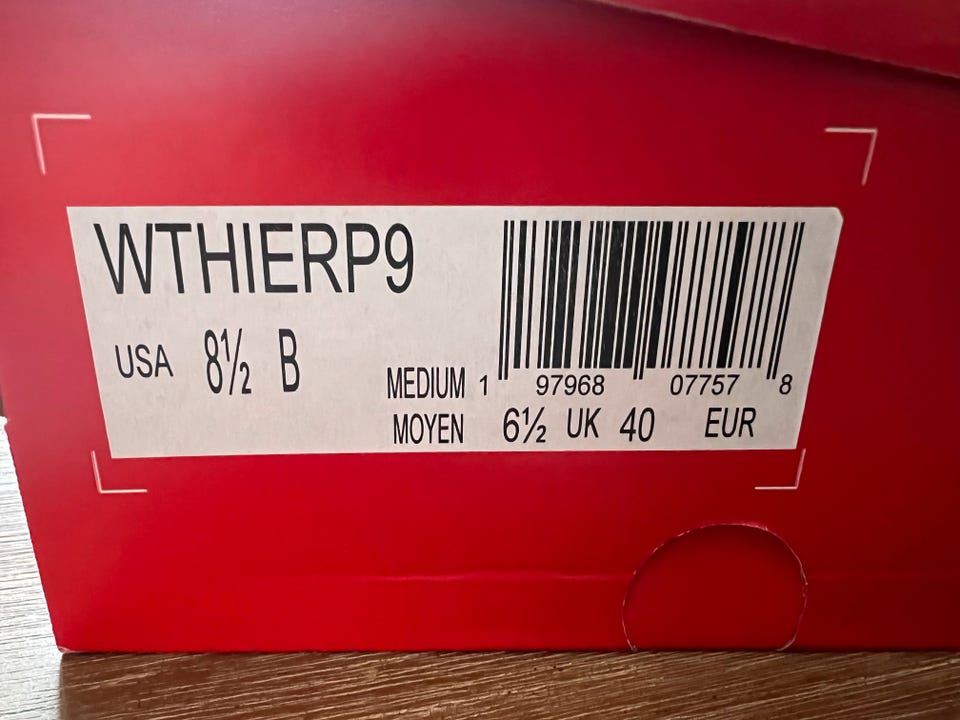 WTHIERP9
USA 8½ B
MEDIUM 1 97968 07757 8
MOYEN 6½ UK 40 EUR